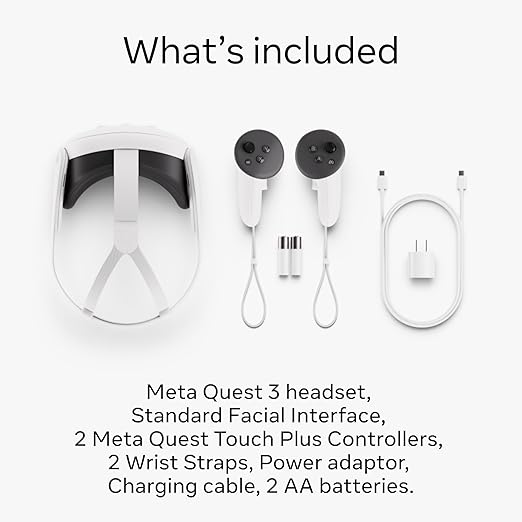 What's included
Meta Quest 3 headset,
Standard Facial Interface,
2 Meta Quest Touch Plus Controllers,
2 Wrist Straps, Power adaptor,
Charging cable, 2 AA batteries.